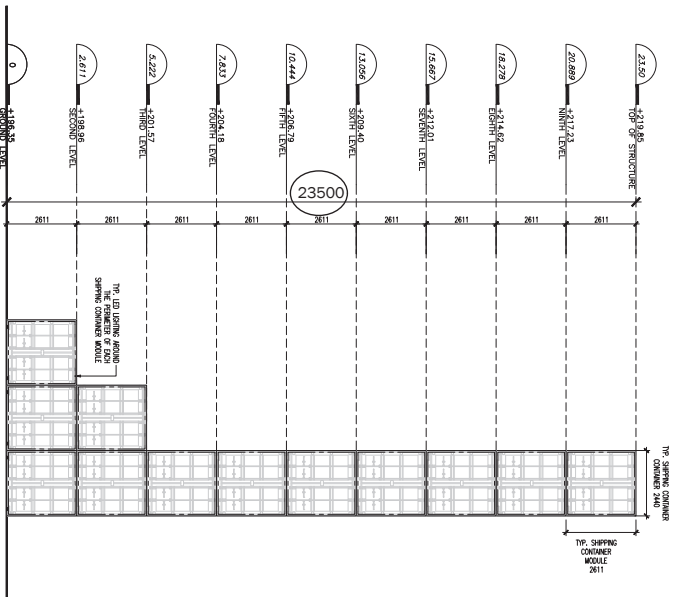 23.50
+219.85
TOP OF STRUCTURE
20.889
+217.23
NINTH LEVEL
18.278
+214.62
EIGHTH LEVEL
15.667
+212.01
SEVENTH LEVEL
13.056
+209.40
SIXTH LEVEL
10.444
+206.79
FIFTH LEVEL
7.833
+204.18
FOURTH LEVEL
5.222
+201.57
THIRD LEVEL
2.611
+198.96
SECOND LEVEL
0
+196.35
GROUND LEVEL
23500
2611
2611
2611
2611
2611
2611
2611
2611
2611
TYP. LED LIGHTING AROUND
THE PERIMETER OF EACH
SHIPPING CONTAINER MODULE
TYP. SHIPPING CONTAINER
CONTAINER 2440
TYP. SHIPPING
CONTAINER
MODULE
2611